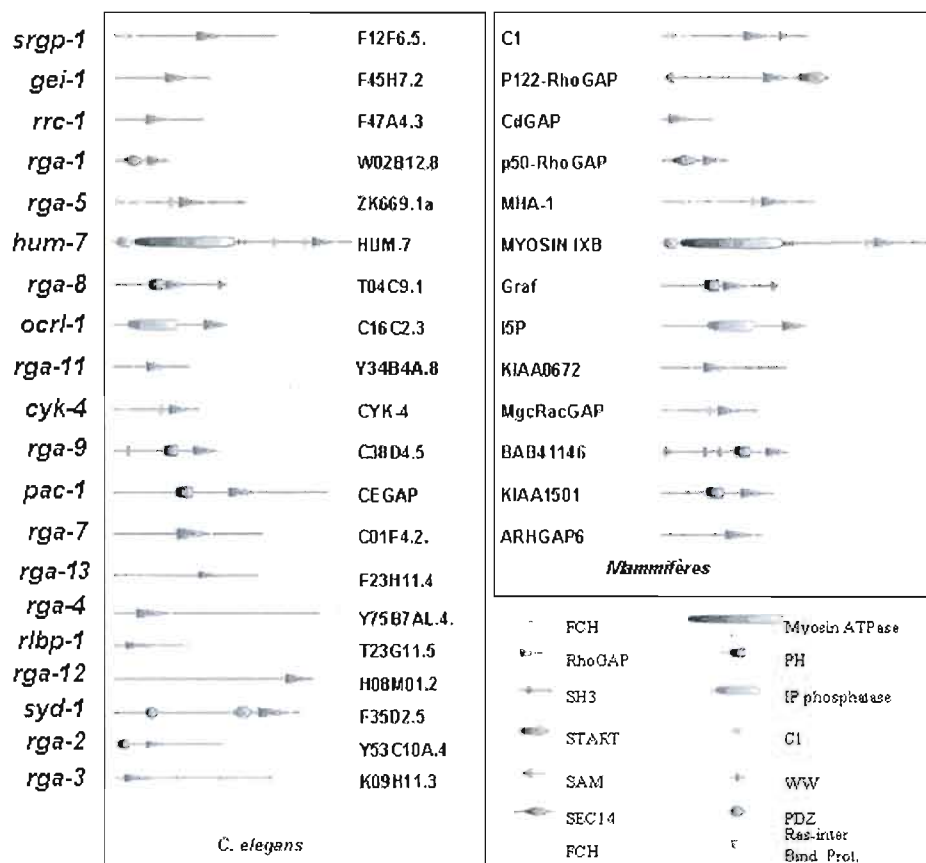 srgp-1 F12F6.5. C1
gei-1 F45H7.2 P122-RhoGAP
rrc-1 F47A4.3 CdGAP
rga-1 W02B12.8 p50-RhoGAP
rga-5 ZK669.1a MHA-1
hum-7 HUM-7 MYOSIN IXB
rga-8 T04C9.1 Graf
ocrl-1 C16C2.3 I5P
rga-11 Y34B4A.8 KIAA0672
cyk-4 CYK-4 MgcRacGAP
rga-9 C38D4.5 BAB41146
pac-1 CEGAP KIAA1501
rga-7 C01F4.2. ARHGAP6
rga-13 F23H11.4
Mammifères
rga-4 Y75B7AL.4.
rlbp-1 T23G11.5
rga-12 H08M01.2
syd-1 F35D2.5
rga-2 Y53C10A.4
rga-3 K09H11.3
C. elegans
FCH Myosin ATPase
RhoGAP PH
SH3 IP phosphatase
START C1
SAM WW
SEC14 PDZ
FCH Ras-inter
Bind. Prot.